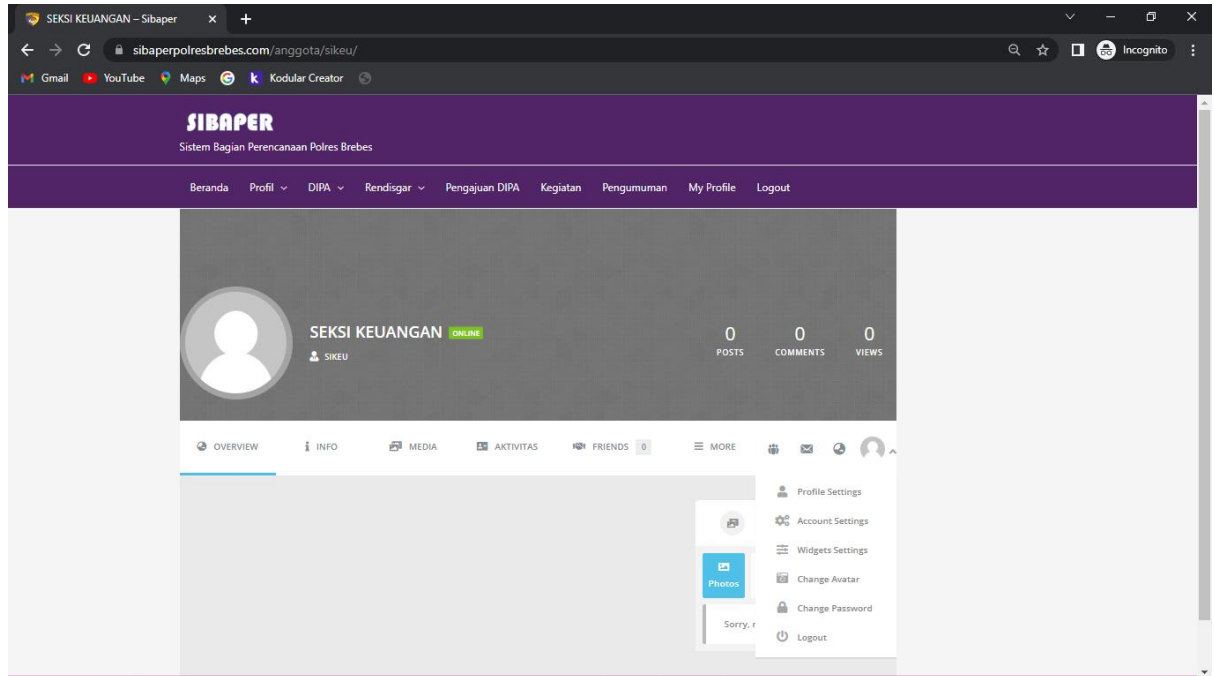 SEKSI KEUANGAN – Sibaper
sibaperpolresbrebes.com/anggota/sikeu/
Incognito
Gmail YouTube Maps Kodular Creator
SIBAPER
Sistem Bagian Perencanaan Polres Brebes
Beranda Profil DIPA Rendisgar Pengajuan DIPA Kegiatan Pengumuman My Profile Logout
SEKSI KEUANGAN ONLINE
SIKEU
0 0 0
POSTS COMMENTS VIEWS
OVERVIEW INFO MEDIA AKTIVITAS FRIENDS 0 MORE
Profile Settings
Account Settings
Widgets Settings
Change Avatar
Change Password
Logout
Photos
Sorry,